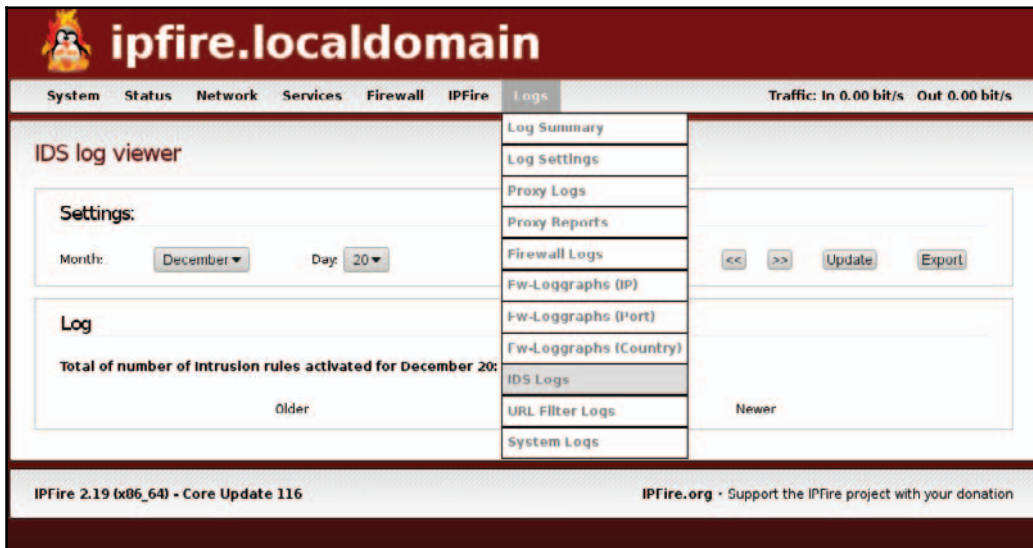 ipfire.localdomain
System Status Network Services Firewall IPFire Logs Traffic: In 0.00 bit/s Out 0.00 bit/s
Log Summary
Log Settings
Proxy Logs
Proxy Reports
Firewall Logs
Fw-Loggraphs (IP)
Fw-Loggraphs (Port)
Fw-Loggraphs (Country)
IDS Logs
URL Filter Logs
System Logs
IDS log viewer
Settings:
Month: December Day: 20 << >> Update Export
Log
Total of number of Intrusion rules activated for December 20:
Older Newer
IPFire 2.19 (x86_64) - Core Update 116 IPFire.org • Support the IPFire project with your donation